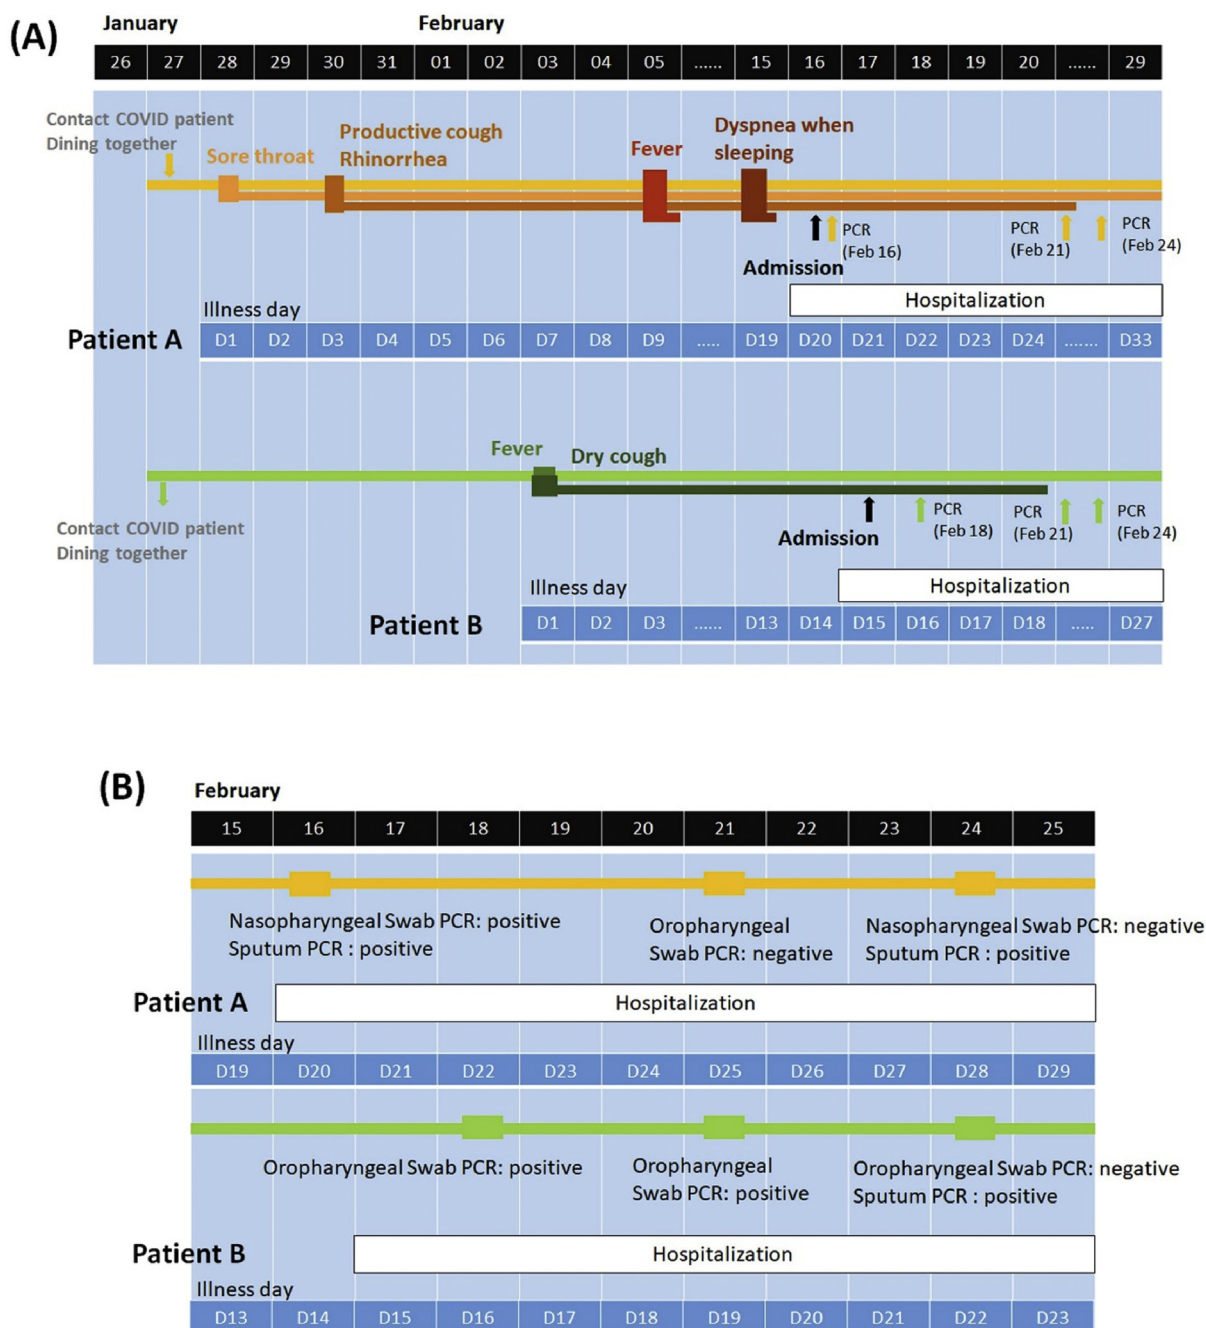 (A)
January February
26 27 28 29 30 31 01 02 03 04 05 ...... 15 16 17 18 19 20 ...... 29
Contact COVID patient
Dining together
Sore throat
Productive cough
Rhinorrhea
Fever
Dyspnea when
sleeping
PCR
(Feb 16)
PCR
(Feb 21)
PCR
(Feb 24)
Admission
Hospitalization
Illness day
Patient A
D1 D2 D3 D4 D5 D6 D7 D8 D9 ..... D19 D20 D21 D22 D23 D24 ....... D33
Fever
Dry cough
Contact COVID patient
Dining together
Admission
PCR
(Feb 18)
PCR
(Feb 21)
PCR
(Feb 24)
Hospitalization
Illness day
Patient B
D1 D2 D3 ...... D13 D14 D15 D16 D17 D18 ..... D27
(B)
February
15 16 17 18 19 20 21 22 23 24 25
Nasopharyngeal Swab PCR: positive
Sputum PCR : positive
Oropharyngeal
Swab PCR: negative
Nasopharyngeal Swab PCR: negative
Sputum PCR : positive
Patient A
Hospitalization
Illness day
D19 D20 D21 D22 D23 D24 D25 D26 D27 D28 D29
Oropharyngeal Swab PCR: positive
Oropharyngeal
Swab PCR: positive
Oropharyngeal Swab PCR: negative
Sputum PCR : positive
Patient B
Hospitalization
Illness day
D13 D14 D15 D16 D17 D18 D19 D20 D21 D22 D23